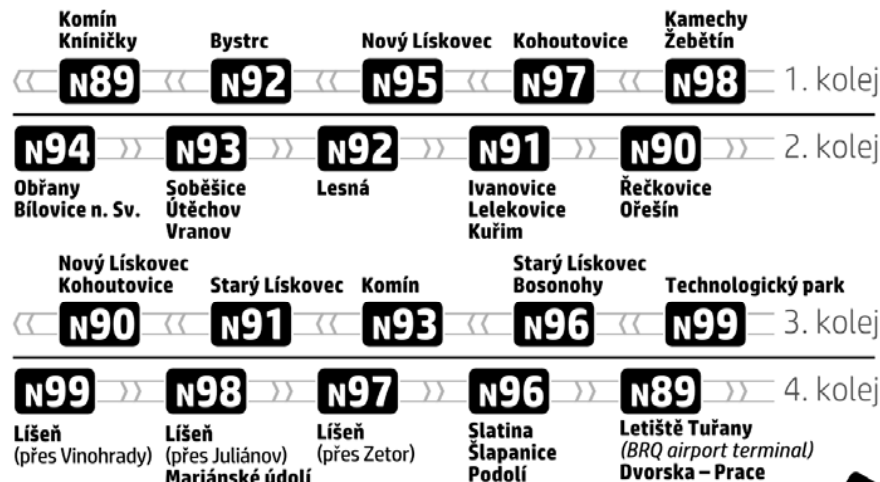 Komín Kamechy
Kníničky Bystrc Nový Lískovec Kohoutovice Žebětín
N89 N92 N95 N97 N98 1. kolej
N94 N93 N92 N91 N90 2. kolej
Obřany Soběšice Lesná Ivanovice Řečkovice
Bílovice n. Sv. Útěchov Lelekovice Ořešín
Vranov Kuřim
Nový Lískovec Starý Lískovec
Kohoutovice Starý Lískovec Komín Bosonohy Technologický park
N90 N91 N93 N96 N99 3. kolej
N99 N98 N97 N96 N89 4. kolej
Líšeň Líšeň Líšeň Slatina Letiště Tuřany
(přes Vinohrady) (přes Juliánov) (přes Zetor) Šlapanice (BRQ airport terminal)
Mariánské údolí Podolí Dvorska – Prace